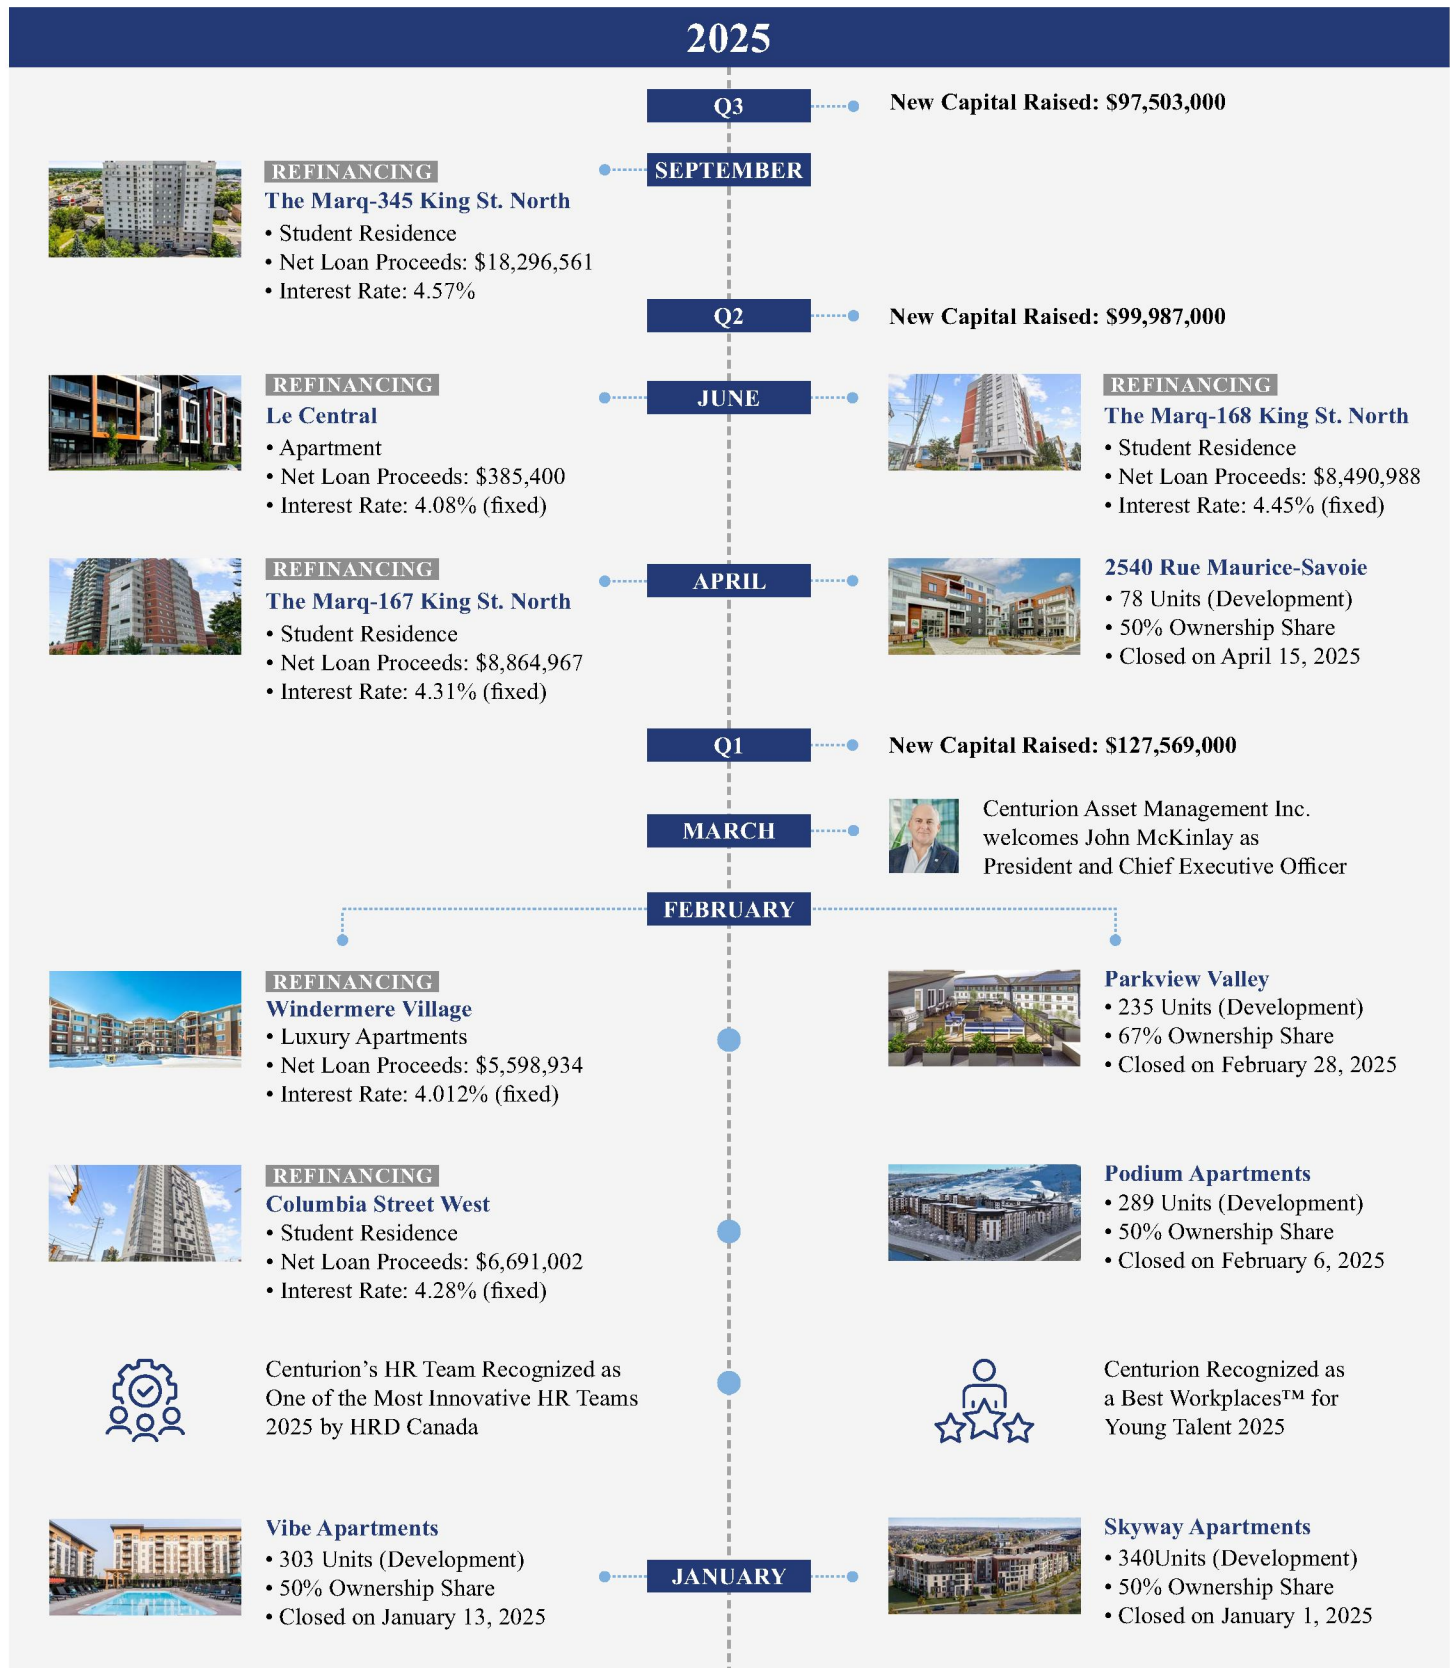 2025
Q3
New Capital Raised: $97,503,000
SEPTEMBER
REFINANCING
The Marq-345 King St. North
• Student Residence
• Net Loan Proceeds: $18,296,561
• Interest Rate: 4.57%
Q2
New Capital Raised: $99,987,000
JUNE
REFINANCING
Le Central
• Apartment
• Net Loan Proceeds: $385,400
• Interest Rate: 4.08% (fixed)
REFINANCING
The Marq-168 King St. North
• Student Residence
• Net Loan Proceeds: $8,490,988
• Interest Rate: 4.45% (fixed)
APRIL
REFINANCING
The Marq-167 King St. North
• Student Residence
• Net Loan Proceeds: $8,864,967
• Interest Rate: 4.31% (fixed)
2540 Rue Maurice-Savoie
• 78 Units (Development)
• 50% Ownership Share
• Closed on April 15, 2025
Q1
New Capital Raised: $127,569,000
MARCH
Centurion Asset Management Inc.
welcomes John McKinlay as
President and Chief Executive Officer
FEBRUARY
REFINANCING
Windermere Village
• Luxury Apartments
• Net Loan Proceeds: $5,598,934
• Interest Rate: 4.012% (fixed)
Parkview Valley
• 235 Units (Development)
• 67% Ownership Share
• Closed on February 28, 2025
REFINANCING
Columbia Street West
• Student Residence
• Net Loan Proceeds: $6,691,002
• Interest Rate: 4.28% (fixed)
Podium Apartments
• 289 Units (Development)
• 50% Ownership Share
• Closed on February 6, 2025
Centurion’s HR Team Recognized as
One of the Most Innovative HR Teams
2025 by HRD Canada
Centurion Recognized as
a Best Workplaces™ for
Young Talent 2025
JANUARY
Vibe Apartments
• 303 Units (Development)
• 50% Ownership Share
• Closed on January 13, 2025
Skyway Apartments
• 340Units (Development)
• 50% Ownership Share
• Closed on January 1, 2025